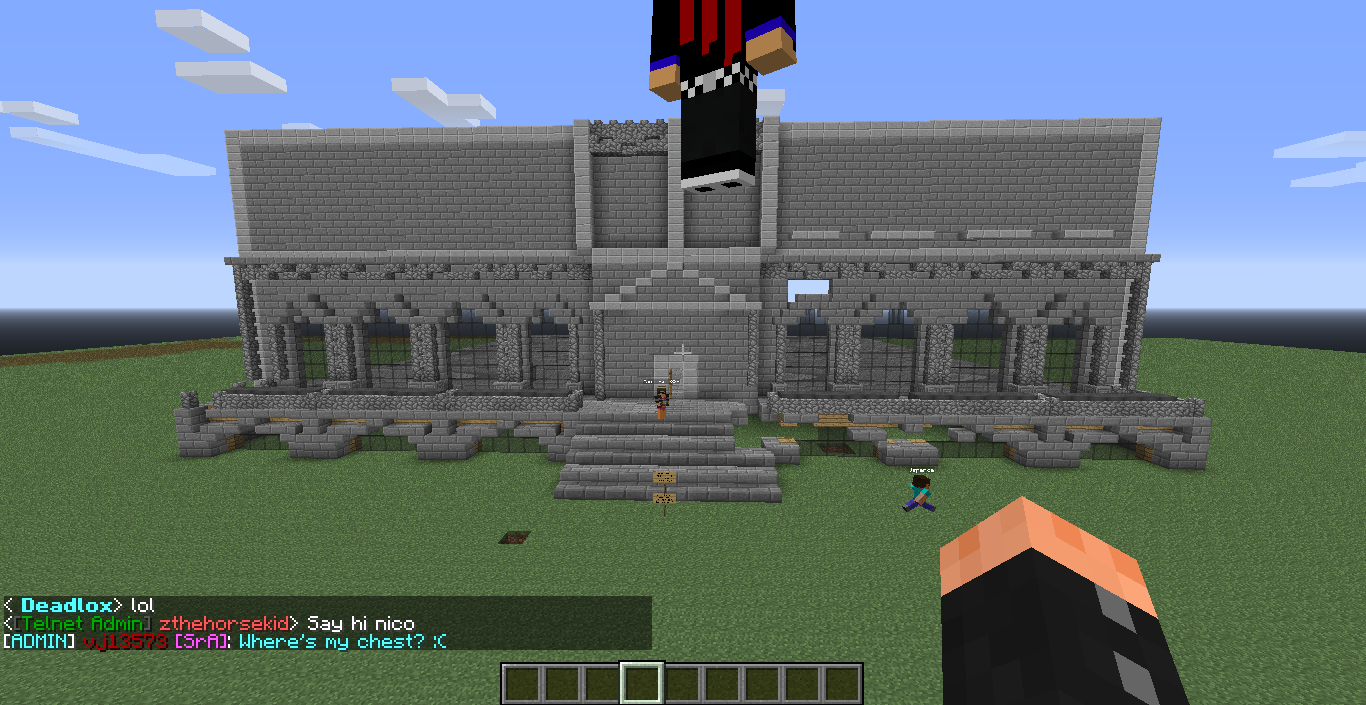 < Deadlox> lol
<[Telnet Admin] zthehorsekid> Say hi nico
[ADMIN] vj13573 [SrA]: Where's my chest? :(